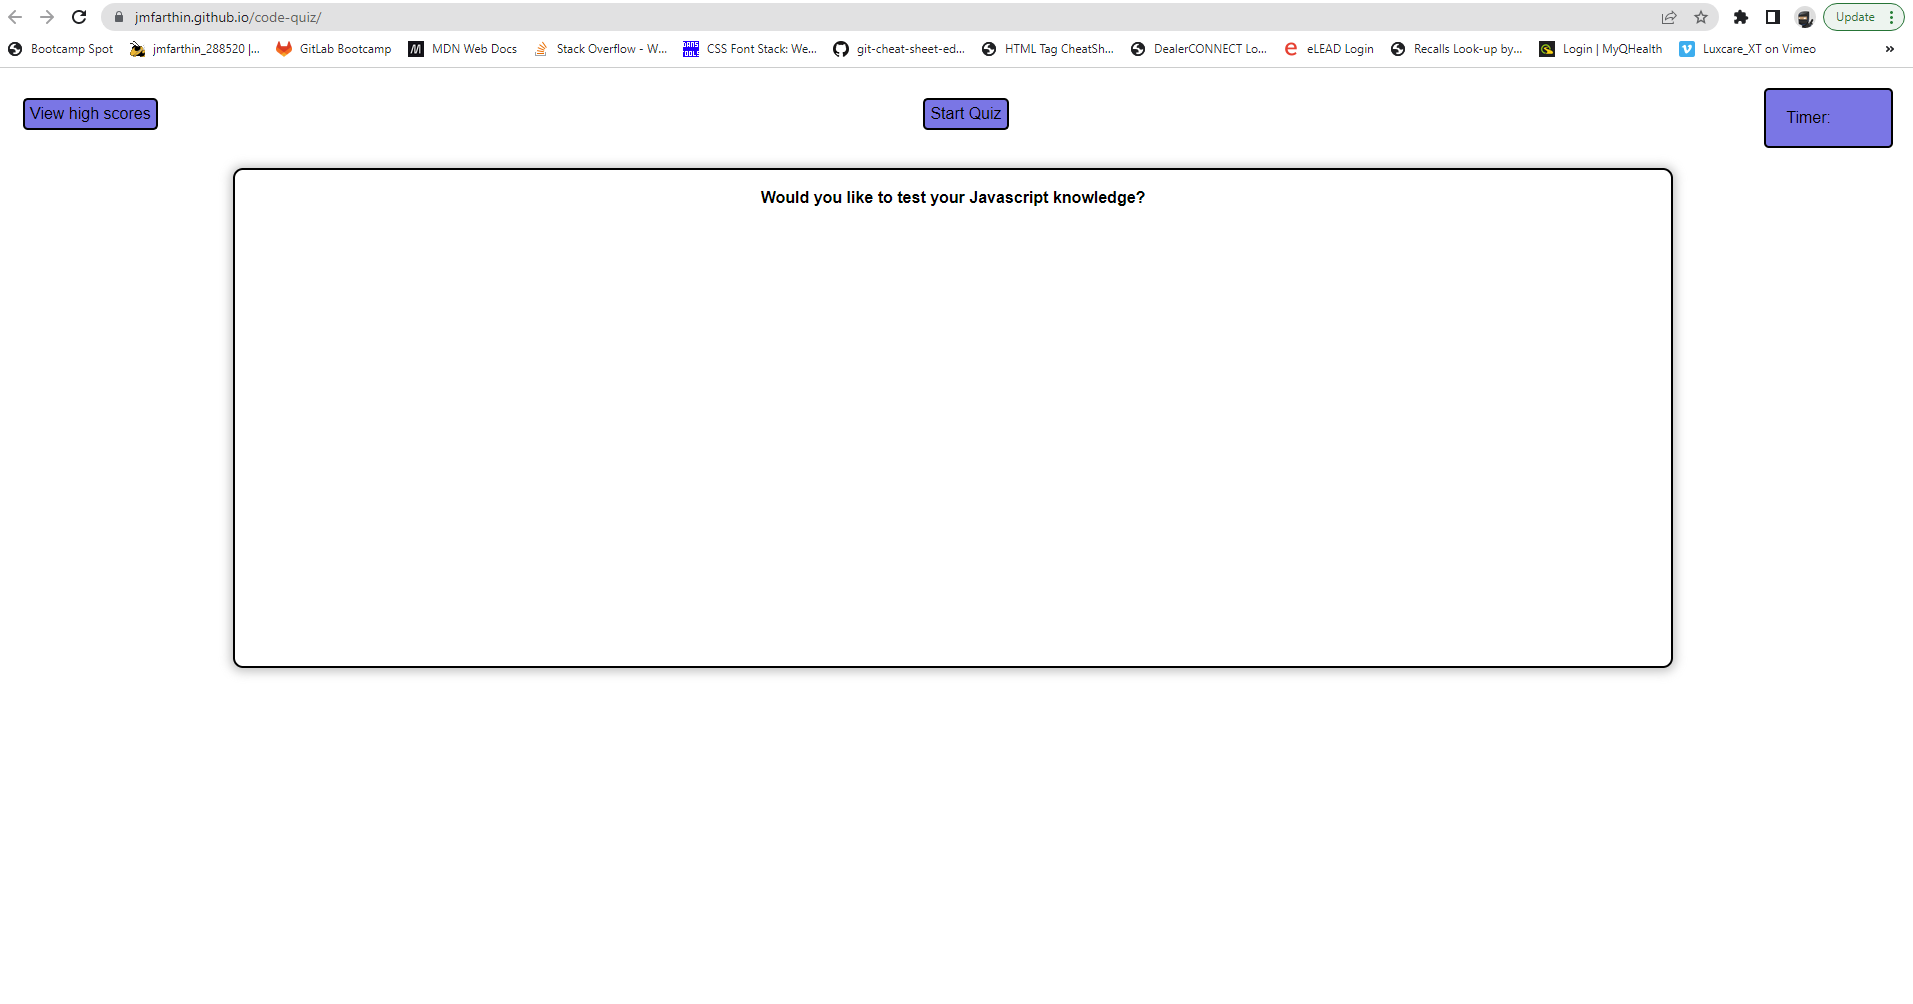 jmfarthin.github.io/code-quiz/
Update
Bootcamp Spot
jmfarthin_288520 |...
GitLab Bootcamp
M MDN Web Docs
Stack Overflow - W...
DANS TOOLS CSS Font Stack: We...
git-cheat-sheet-ed...
HTML Tag CheatSh...
DealerCONNECT Lo...
e eLEAD Login
Recalls Look-up by...
Login | MyQHealth
v Luxcare_XT on Vimeo
»
View high scores
Start Quiz
Timer:
Would you like to test your Javascript knowledge?